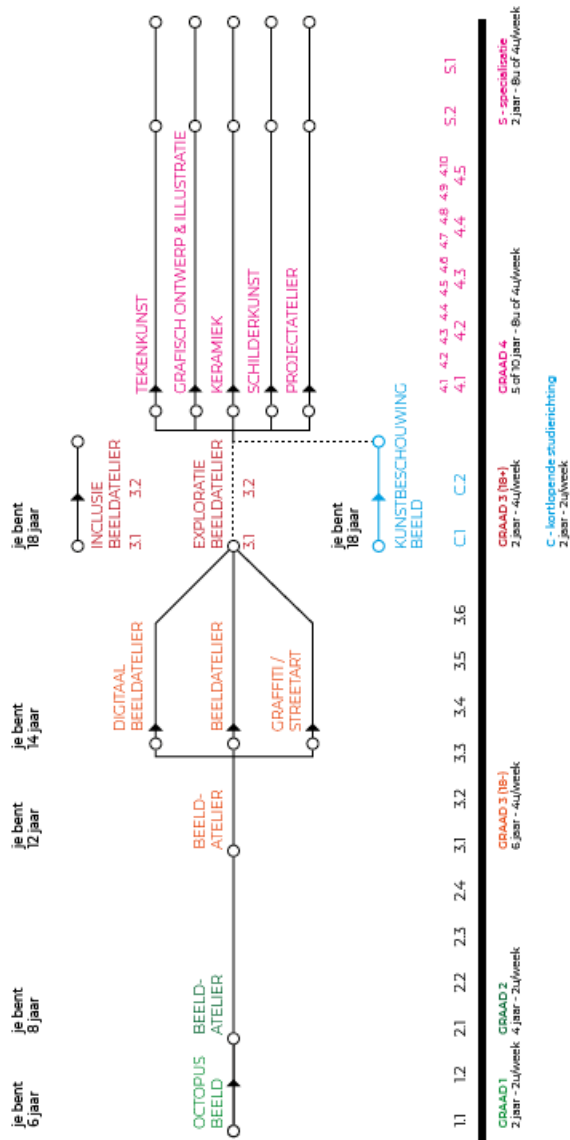 je bent
6 jaar
je bent
8 jaar
je bent
12 jaar
je bent
14 jaar
je bent
18 jaar
INCLUSIE
BEELDATELIER
3.1 3.2
OCTOPUS
BEELD
BEELD-
ATELIER
BEELD-
ATELIER
DIGITAAL
BEELDATELIER
BEELDATELIER
GRAFFITI /
STREETART
EXPLORATIE
BEELDATELIER
3.1 3.2
TEKENKUNST
GRAFISCH ONTWERP & ILLUSTRATIE
KERAMIEK
SCHILDERKUNST
PROJECTATELIER
je bent
18 jaar
KUNSTBESCHOUWING
BEELD
4.1 4.2 4.3 4.4 4.5 4.6 4.7 4.8 4.9 4.10
1.1 1.2 2.1 2.2 2.3 2.4 3.1 3.2 3.3 3.4 3.5 3.6 C.1 C.2 4.1 4.2 4.3 4.4 4.5 S.2 S.1
GRAAD 1
2 jaar - 2u/week
GRAAD 2
4 jaar - 2u/week
GRAAD 3 (18-)
6 jaar - 4u/week
GRAAD 3 (18+)
2 jaar - 4u/week
GRAAD 4
5 of 10 jaar - 8u of 4u/week
S - specialisatie
2 jaar - 8u of 4u/week
C - kortlopende studierichting
2 jaar - 2u/week